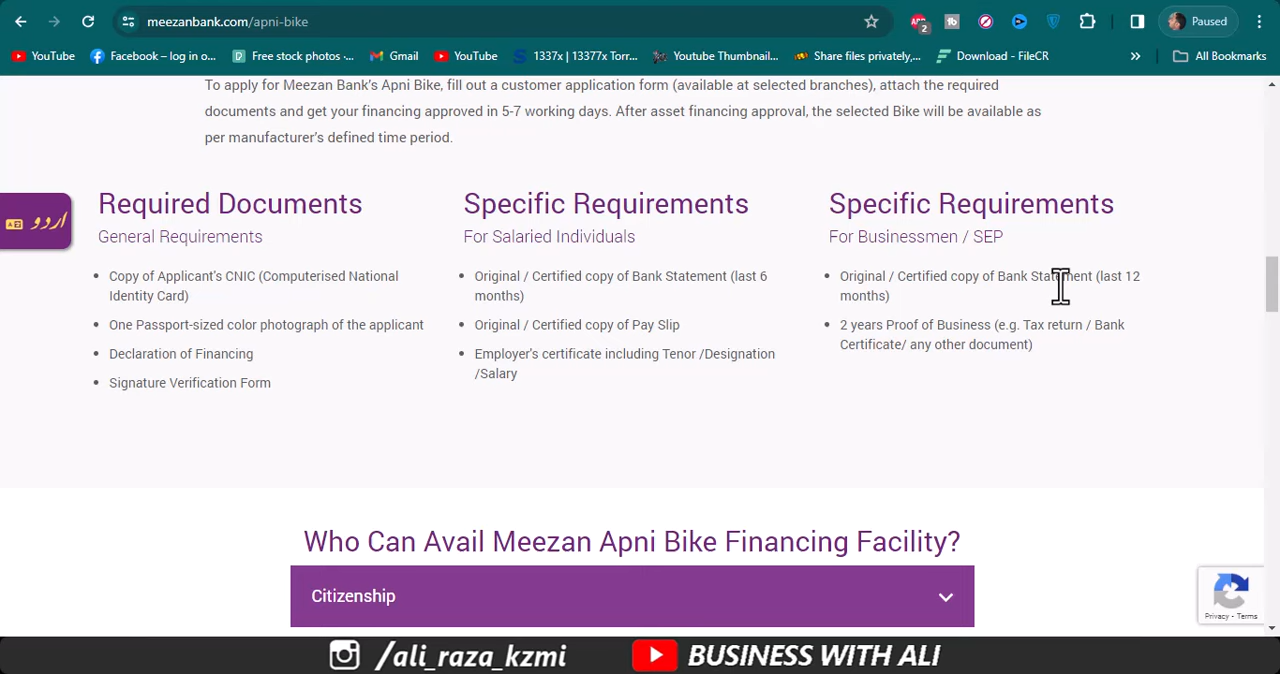 meezanbank.com/apni-bike
2
Paused
YouTube
Facebook – log in o...
Free stock photos ·...
Gmail
YouTube
1337x | 13377x Torr...
Youtube Thumbnail...
Share files privately,...
Download - FileCR
»
All Bookmarks
To apply for Meezan Bank's Apni Bike, fill out a customer application form (available at selected branches), attach the required
documents and get your financing approved in 5-7 working days. After asset financing approval, the selected Bike will be available as
per manufacturer's defined time period.
اردو
Required Documents
General Requirements
• Copy of Applicant's CNIC (Computerised National
Identity Card)
• One Passport-sized color photograph of the applicant
• Declaration of Financing
• Signature Verification Form
Specific Requirements
For Salaried Individuals
• Original / Certified copy of Bank Statement (last 6
months)
• Original / Certified copy of Pay Slip
• Employer's certificate including Tenor /Designation
/Salary
Specific Requirements
For Businessmen / SEP
• Original / Certified copy of Bank Statement (last 12
months)
• 2 years Proof of Business (e.g. Tax return / Bank
Certificate/ any other document)
Who Can Avail Meezan Apni Bike Financing Facility?
Citizenship
Privacy - Terms
/ali_raza_kzmi
BUSINESS WITH ALI